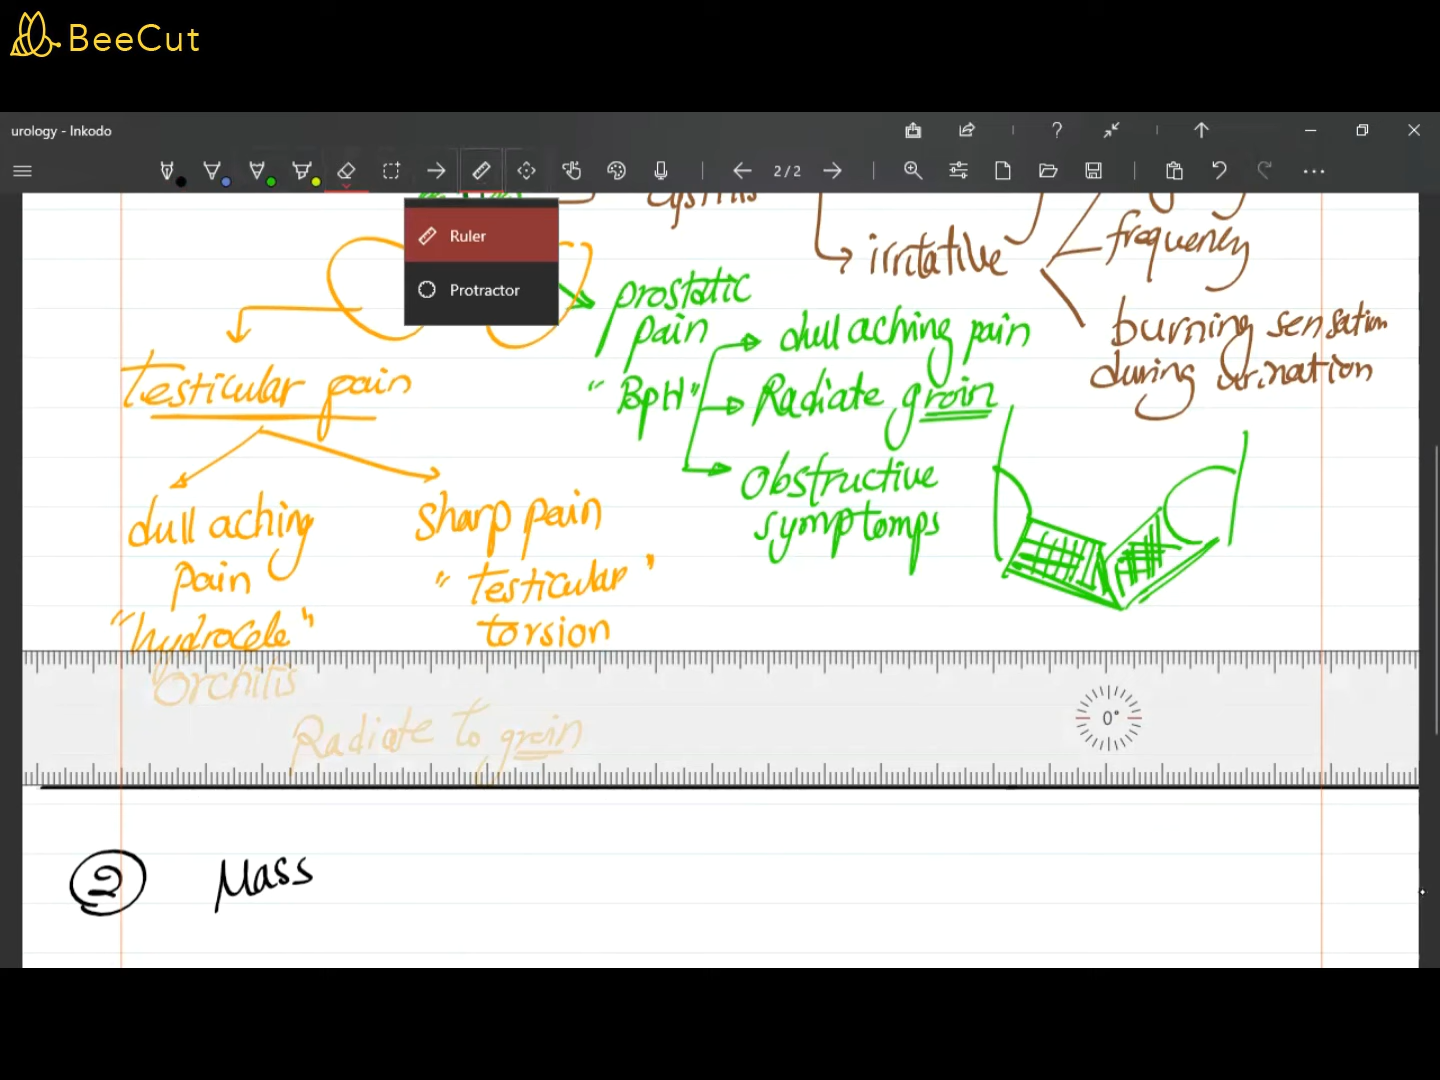 BeeCut
urology - Inkodo
2/2
Ruler
Protractor
cystitis
irritative
frequency
burning sensation
during urination
prostatic
pain
"BpH"
dull aching pain
Radiate groin
Obstructive
symptomps
Testicular pain
dull aching
pain
"hydrocele"
"orchitis
sharp pain
"Testicular"
torsion
Radiate to groin
0°
2 Mass